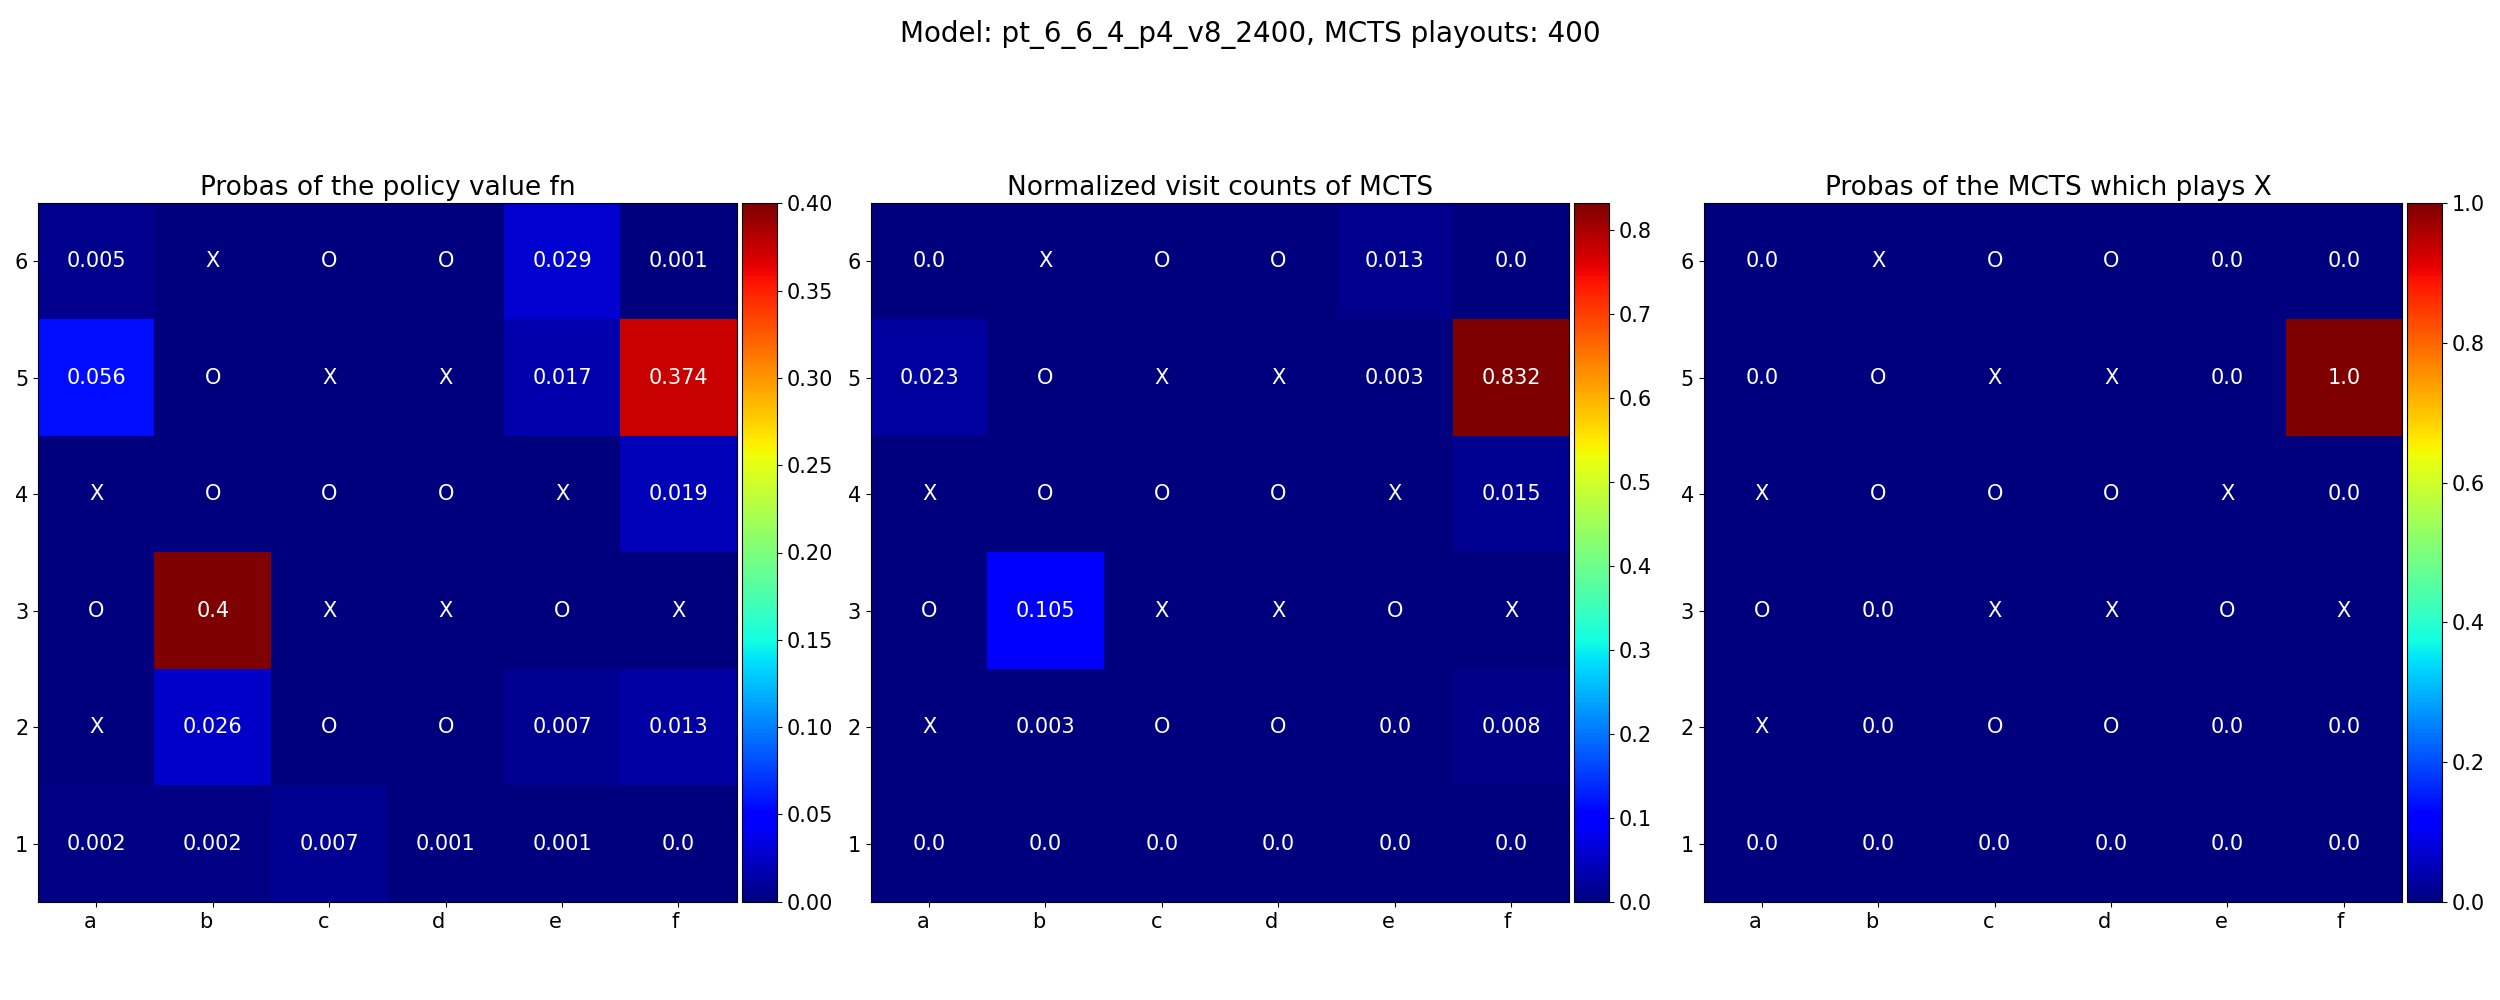 Model: pt_6_6_4_p4_v8_2400, MCTS playouts: 400
Probas of the policy value fn
6 0.005 X O O 0.029 0.001
5 0.056 O X X 0.017 0.374
4 X O O O X 0.019
3 O 0.4 X X O X
2 X 0.026 O O 0.007 0.013
1 0.002 0.002 0.007 0.001 0.001 0.0
a b c d e f
0.40
0.35
0.30
0.25
0.20
0.15
0.10
0.05
0.00
Normalized visit counts of MCTS
6 0.0 X O O 0.013 0.0
5 0.023 O X X 0.003 0.832
4 X O O O X 0.015
3 O 0.105 X X O X
2 X 0.003 O O 0.0 0.008
1 0.0 0.0 0.0 0.0 0.0 0.0
a b c d e f
0.8
0.7
0.6
0.5
0.4
0.3
0.2
0.1
0.0
Probas of the MCTS which plays X
6 0.0 X O O 0.0 0.0
5 0.0 O X X 0.0 1.0
4 X O O O X 0.0
3 O 0.0 X X O X
2 X 0.0 O O 0.0 0.0
1 0.0 0.0 0.0 0.0 0.0 0.0
a b c d e f
1.0
0.8
0.6
0.4
0.2
0.0